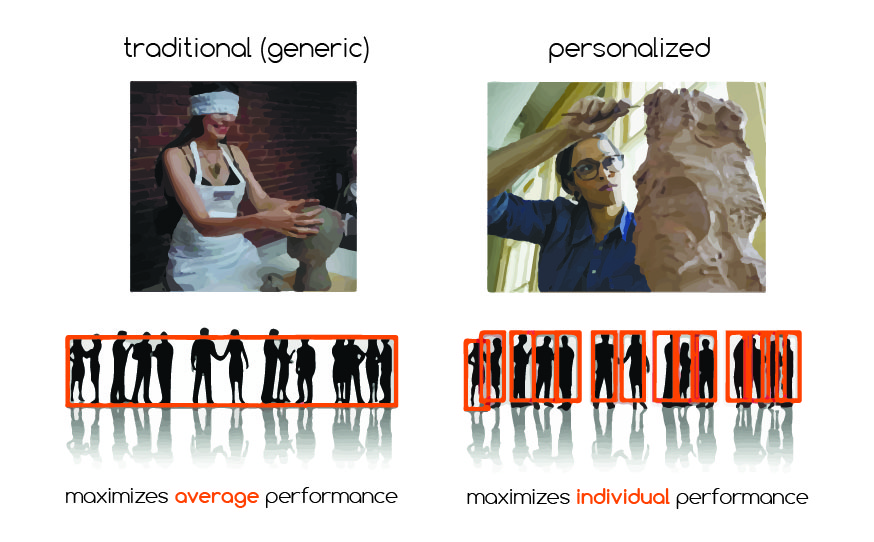 traditional (generic)
personalized
maximizes average performance
maximizes individual performance